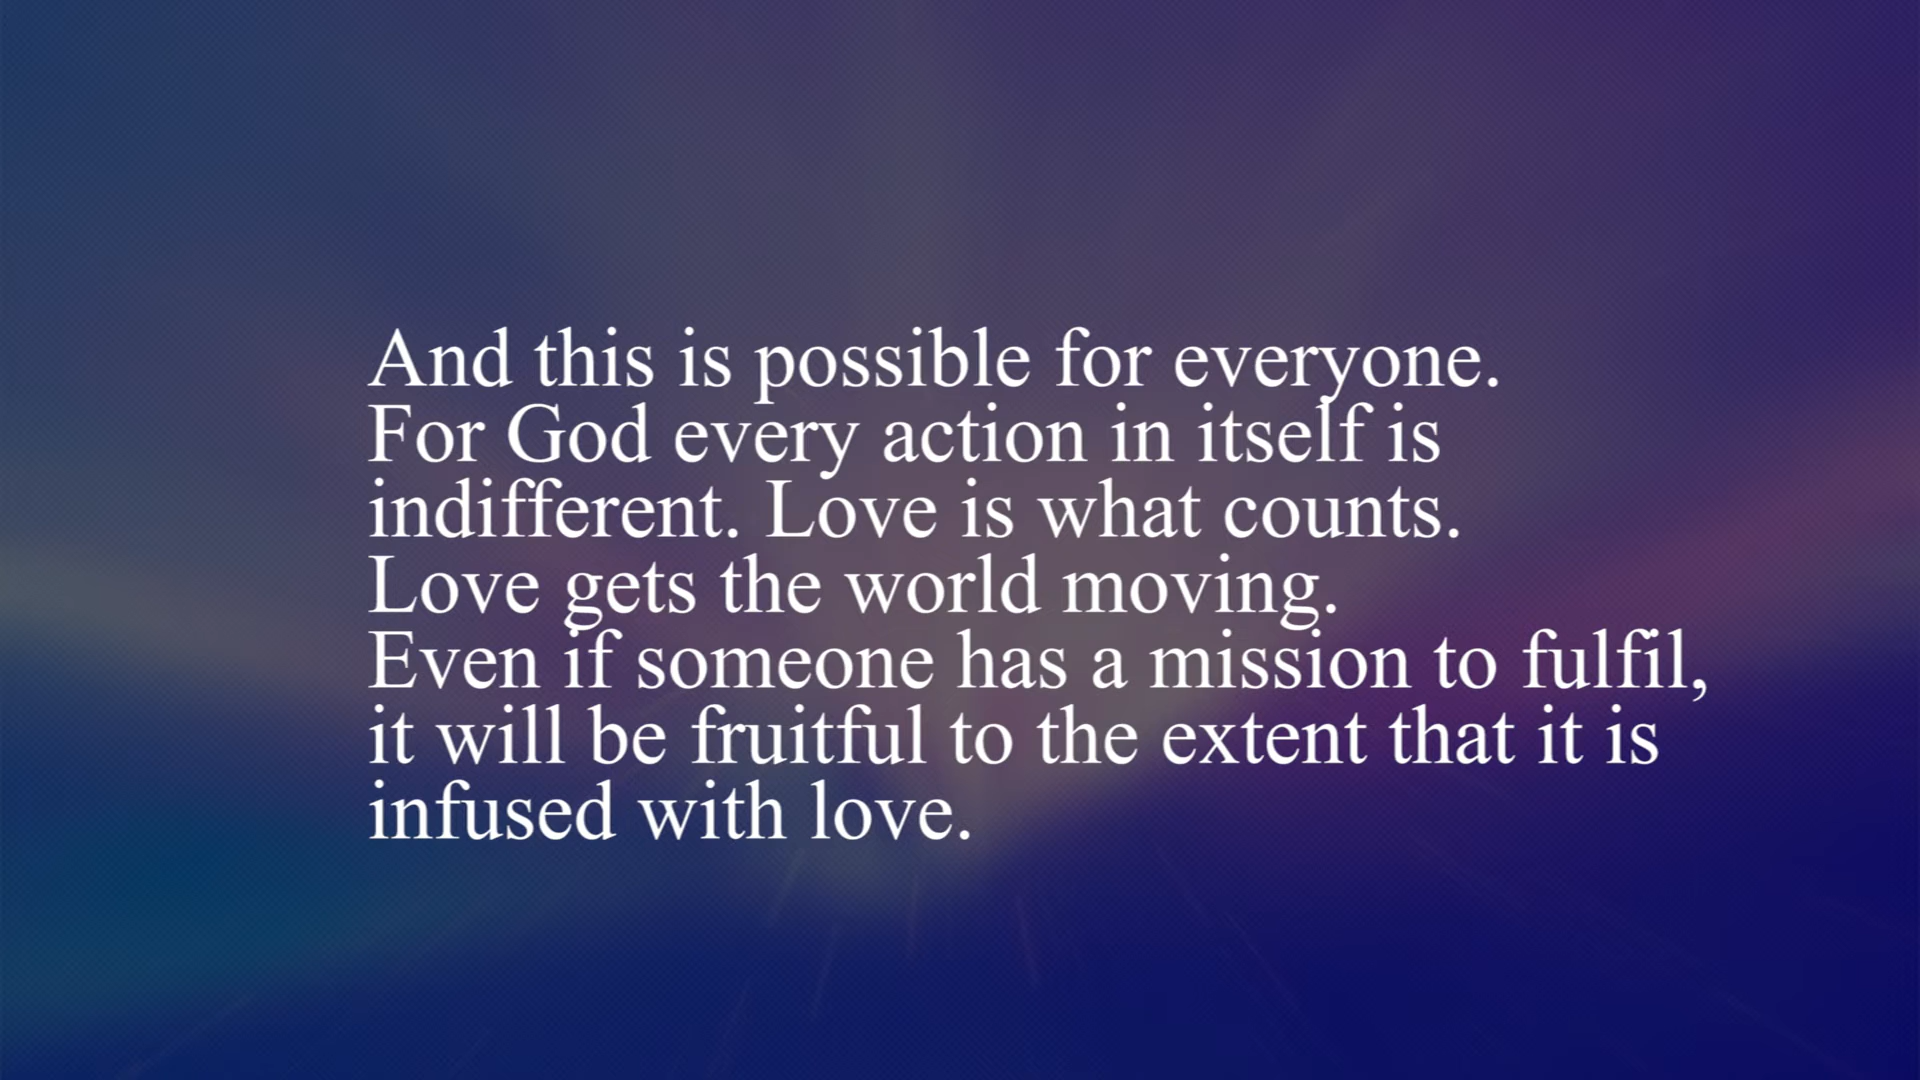 And this is possible for everyone.
For God every action in itself is
indifferent. Love is what counts.
Love gets the world moving.
Even if someone has a mission to fulfil,
it will be fruitful to the extent that it is
infused with love.